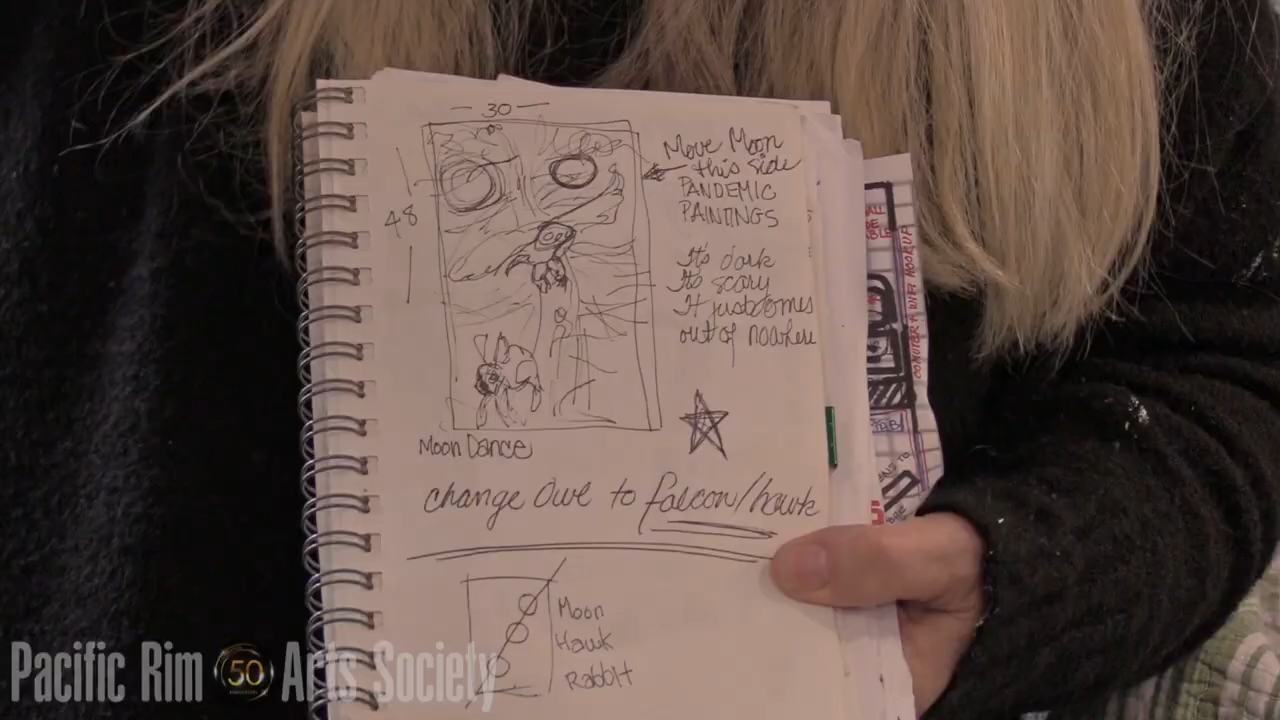 — 30 —
48
Move Moon
this side
PANDEMIC
PAINTINGS
It's dark
Its scary
It just comes
out of nowhere
Moon Dance
change Owl to falcon/hawk
Moon
Hawk
Rabbit
Pacific Rim 50 Arts Society